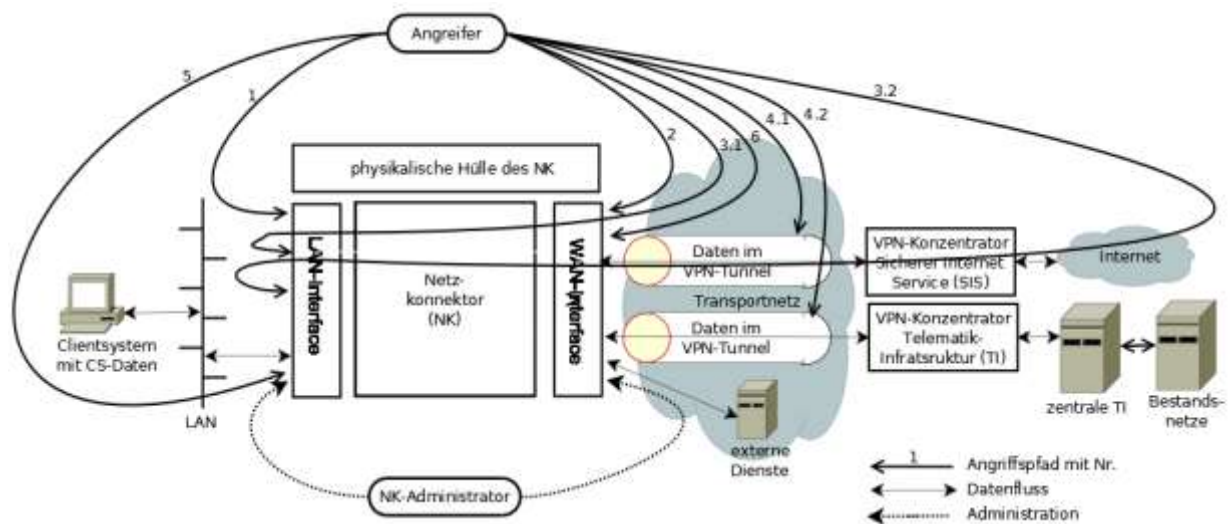 Angreifer
5
1
2
3.1
6
4.1
4.2
3.2
physikalische Hülle des NK
LAN-Interface
Netz-
konnektor
(NK)
WAN-Interface
Daten im
VPN-Tunnel
Transportnetz
Daten im
VPN-Tunnel
VPN-Konzentrator
Sicherer Internet
Service (SIS)
Internet
VPN-Konzentrator
Telematik-
Infratsruktur (TI)
Clientsystem
mit CS-Daten
LAN
zentrale TI
Bestands-
netze
externe
Dienste
NK-Administrator
1
Angriffspfad mit Nr.
Datenfluss
Administration